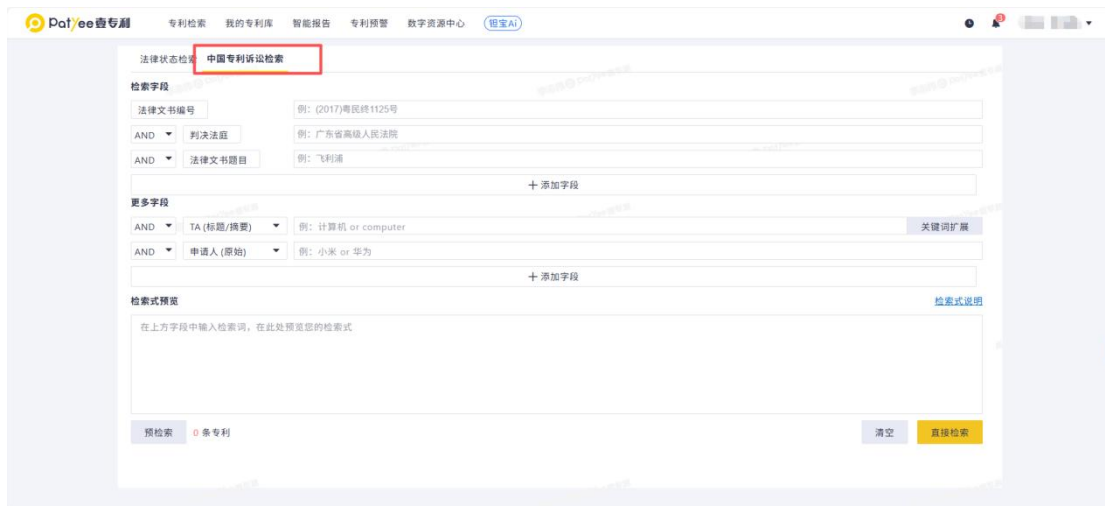 Patyee壹专利 专利检索 我的专利库 智能报告 专利预警 数字资源中心 钽宝Ai 3
法律状态检索 中国专利诉讼检索
检索字段
法律文书编号 例：(2017)粤民终1125号
AND 判决法庭 例：广东省高级人民法院
AND 法律文书题目 例：飞利浦
+ 添加字段
更多字段
AND TA (标题/摘要) 例：计算机 or computer 关键词扩展
AND 申请人 (原始) 例：小米 or 华为
+ 添加字段
检索式预览 检索式说明
在上方字段中输入检索词，在此处预览您的检索式
预检索 0 条专利 清空 直接检索